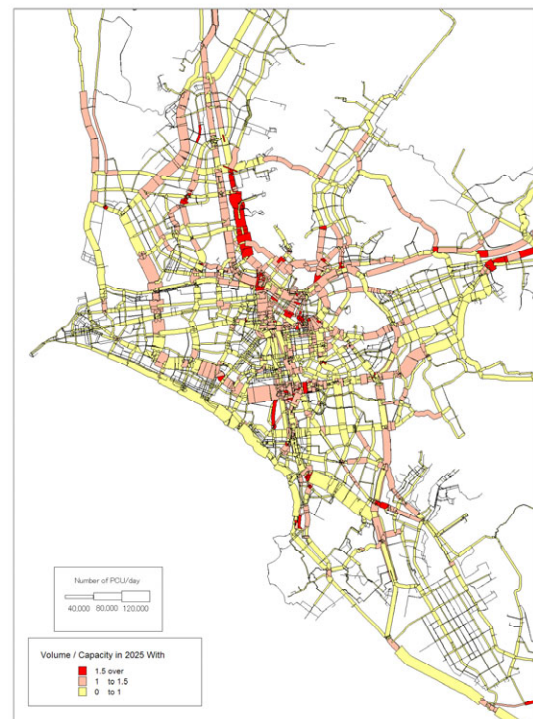 Number of PCU/day
40,000 80,000 120,000
Volume / Capacity in 2025 With
1.5 over
1 to 1.5
0 to 1